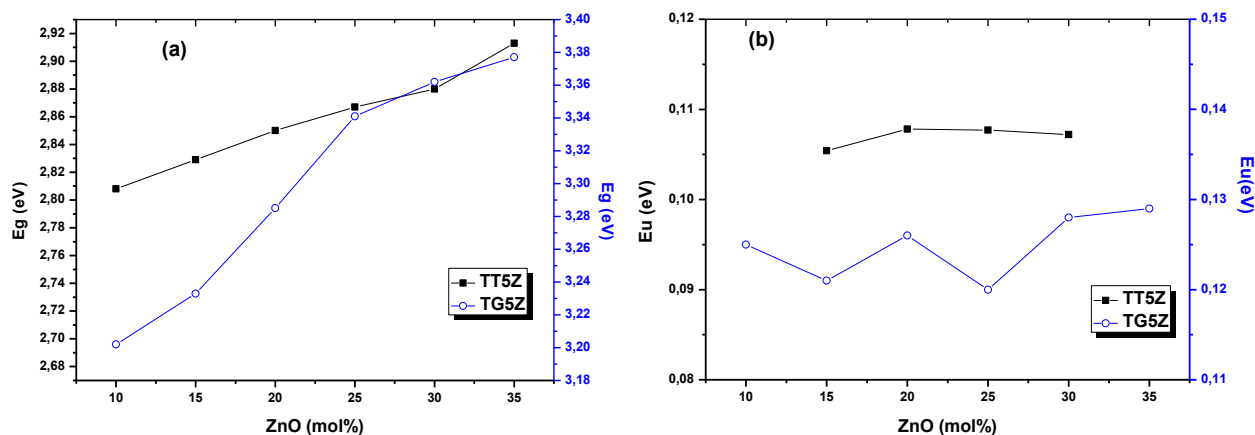 (a)
Eg (eV)
2,92
2,90
2,88
2,86
2,84
2,82
2,80
2,78
2,76
2,74
2,72
2,70
2,68
3,40
3,38
3,36
3,34
3,32
3,30
3,28
3,26
3,24
3,22
3,20
3,18
Eg (eV)
TT5Z
TG5Z
10 15 20 25 30 35
ZnO (mol%)
(b)
Eu (eV)
0,12
0,11
0,10
0,09
0,08
0,15
0,14
0,13
0,12
0,11
Eu(eV)
TT5Z
TG5Z
10 15 20 25 30 35
ZnO (mol%)